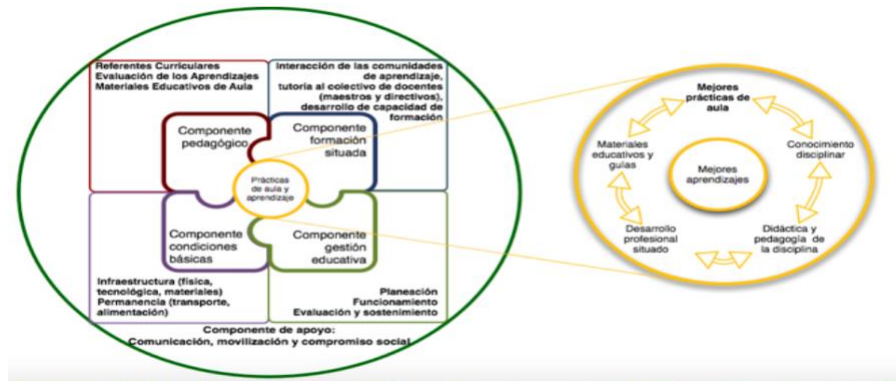 Referentes Curriculares
Evaluación de los Aprendizajes
Materiales Educativos de Aula
Interacción de las comunidades
de aprendizaje,
tutoría al colectivo de docentes
(maestros y directivos),
desarrollo de capacidad de
formación
Componente
pedagógico
Componente
formación
situada
Prácticas
de aula y
aprendizaje
Componente
condiciones
básicas
Componente
gestión
educativa
Infraestructura (física,
tecnológica, materiales)
Permanencia (transporte,
alimentación)
Planeación
Funcionamiento
Evaluación y sostenimiento
Componente de apoyo:
Comunicación, movilización y compromiso social
Mejores
prácticas de
aula
Materiales
educativos y
guías
Conocimiento
disciplinar
Mejores
aprendizajes
Desarrollo
profesional
situado
Didáctica y
pedagogía de
la disciplina